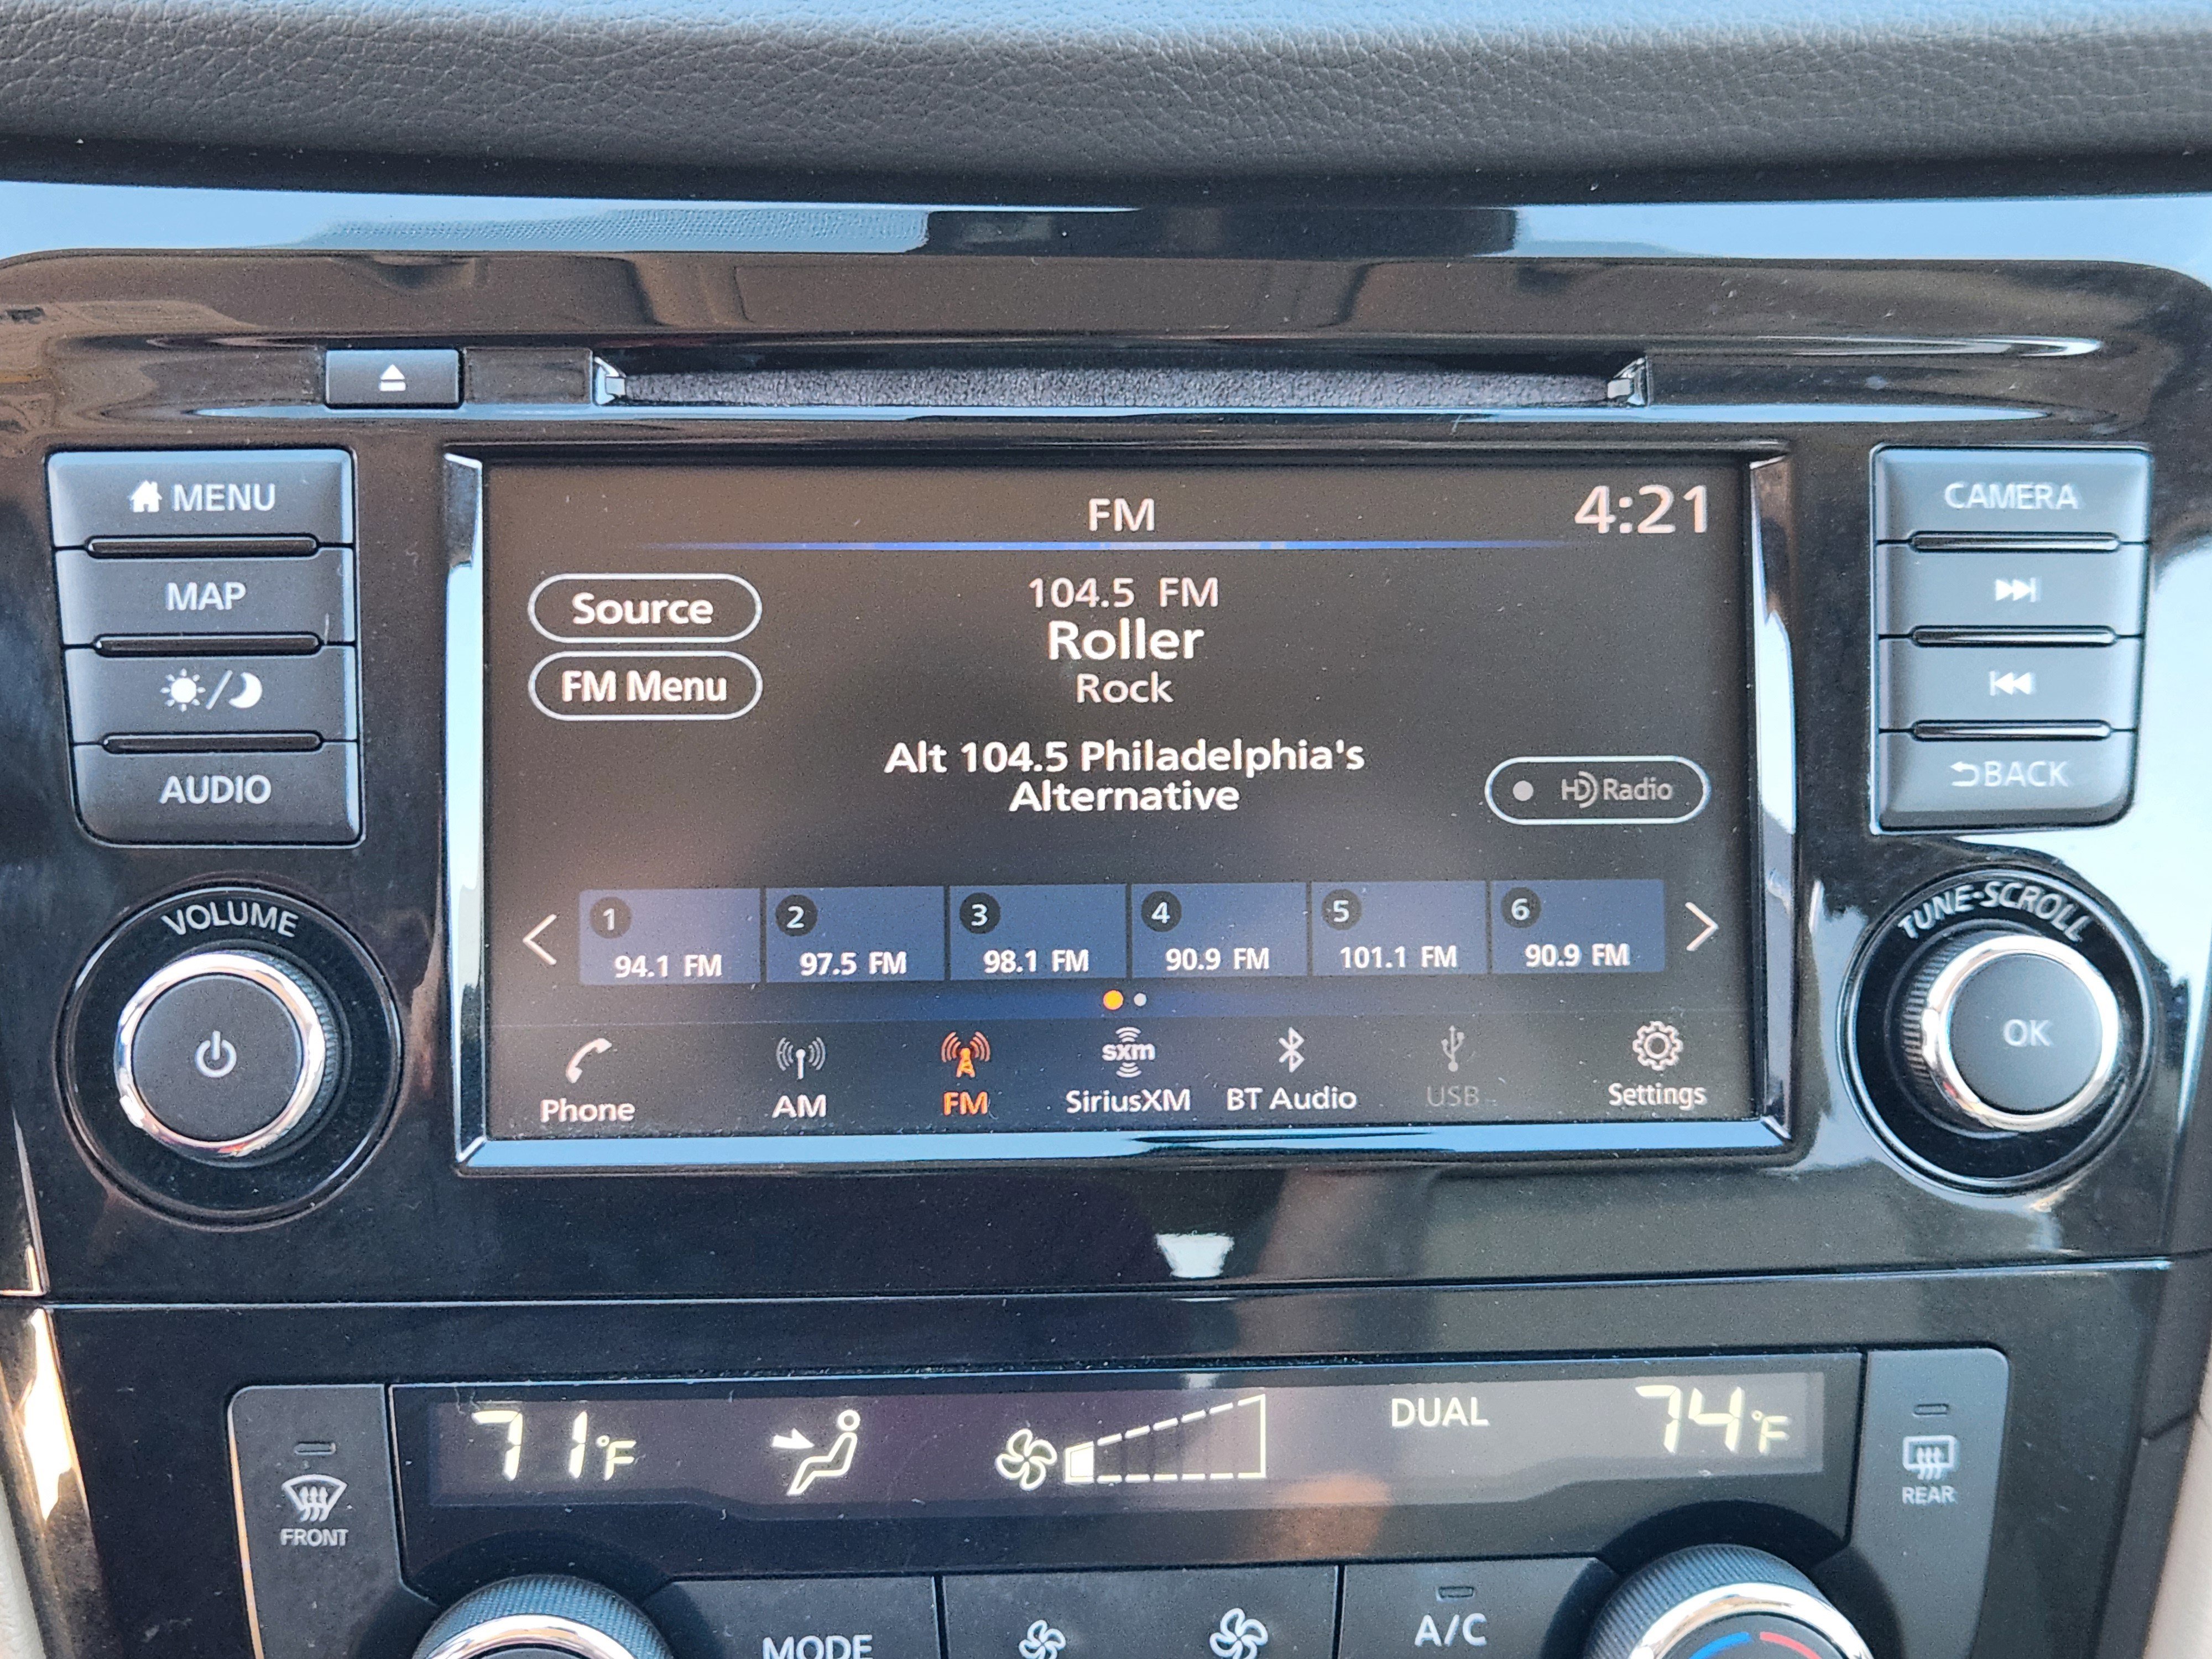 MENU
MAP
AUDIO
VOLUME
FM
4:21
Source
FM Menu
104.5 FM
Roller
Rock
Alt 104.5 Philadelphia's
Alternative
HD Radio
1
94.1 FM
2
97.5 FM
3
98.1 FM
4
90.9 FM
5
101.1 FM
6
90.9 FM
Phone
AM
FM
sxm
SiriusXM
BT Audio
USB
Settings
CAMERA
BACK
TUNE-SCROLL
OK
71°F
DUAL
74°F
FRONT
REAR
MODE
A/C